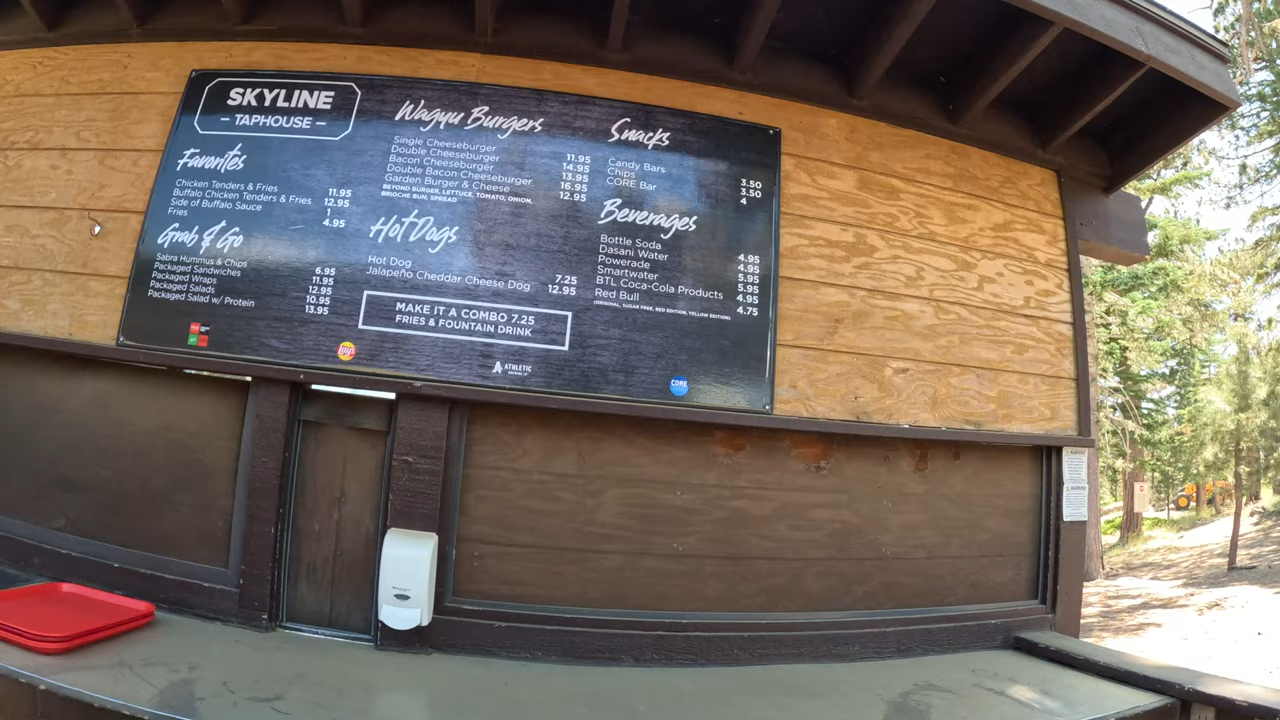 SKYLINE
– TAPHOUSE –
Favorites
Chicken Tenders & Fries 11.95
Buffalo Chicken Tenders & Fries 12.95
Side of Buffalo Sauce 1
Fries 4.95
Grab & Go
Sabra Hummus & Chips 6.95
Packaged Sandwiches 11.95
Packaged Wraps 12.95
Packaged Salads 10.95
Packaged Salad w/ Protein 13.95
Wagyu Burgers
Single Cheeseburger 11.95
Double Cheeseburger 14.95
Bacon Cheeseburger 13.95
Double Bacon Cheeseburger 16.95
Garden Burger & Cheese 12.95
BEYOND BURGER, LETTUCE, TOMATO, ONION,
BRIOCHE BUN, SPREAD
Hot Dogs
Hot Dog 7.25
Jalapeño Cheddar Cheese Dog 12.95
MAKE IT A COMBO 7.25
FRIES & FOUNTAIN DRINK
Snacks
Candy Bars 3.50
Chips 3.50
CORE Bar 4
Beverages
Bottle Soda 4.95
Dasani Water 4.95
Powerade 5.95
Smartwater 5.95
BTL Coca-Cola Products 4.95
Red Bull 4.75
(ORIGINAL, SUGAR FREE, RED EDITION, YELLOW EDITION)
Lay's
ATHLETIC
BREWING CO
CORE
WARNING
WARNING